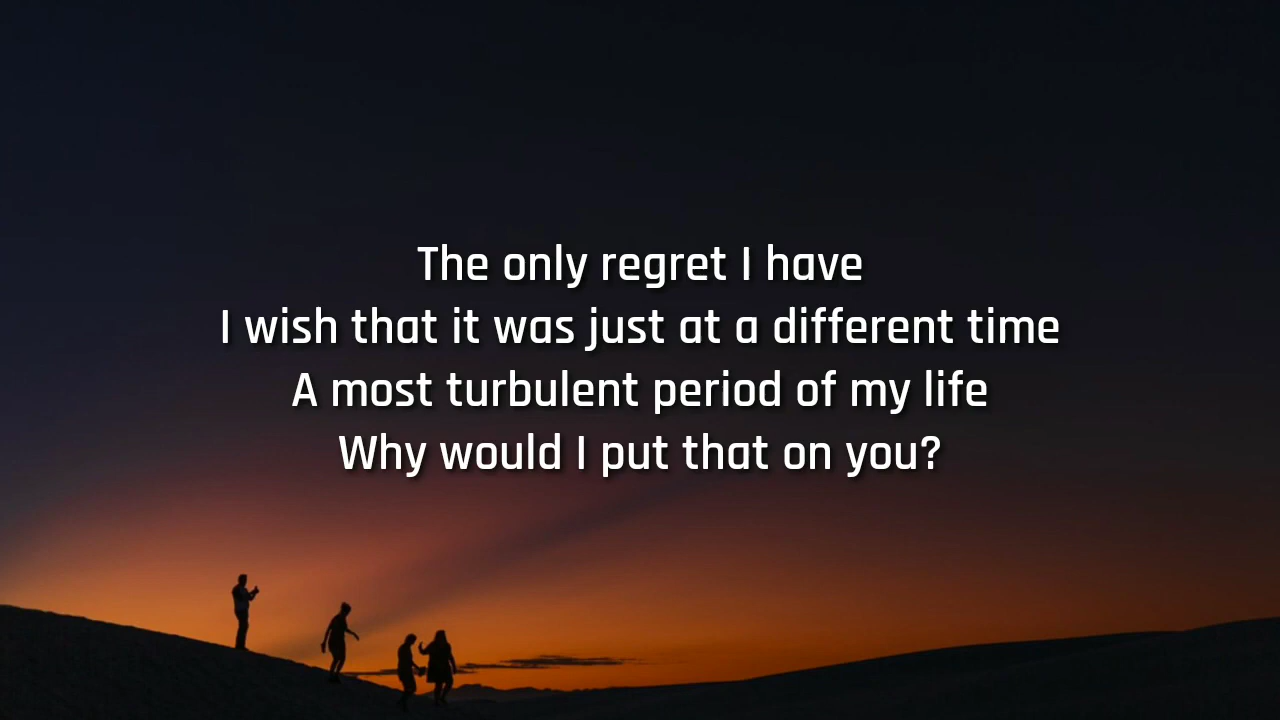 The only regret I have
I wish that it was just at a different time
A most turbulent period of my life
Why would I put that on you?